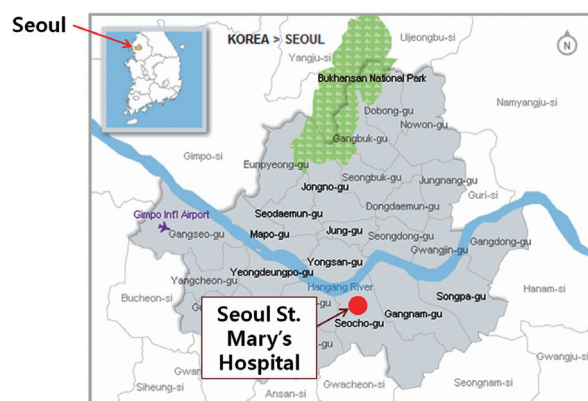 Seoul
KOREA > SEOUL
Uijeongbu-si
Yangju-si
Bukhansan National Park
Namyangju-si
Dobong-gu
Nowon-gu
Gangbuk-gu
Gimpo-si
Eunpyeong-gu
Seongbuk-gu
Jungnang-gu
Jongno-gu
Guri-si
Dongdaemun-gu
Seodaemun-gu
Gimpo Int'l Airport
Gangseo-gu
Mapo-gu
Jung-gu
Seongdong-gu
Gangdong-gu
Gwangjin-gu
Yongsan-gu
Yeongdeungpo-gu
Yangcheon-gu
Hangang River
Hanam-si
Bucheon-si
Songpa-gu
Seoul St.
Mary's
Hospital
Gangnam-gu
Seocho-gu
Gwangju-si
Gwacheon-si
Seongnam-si
Siheung-si
Ansan-si
Gwangju-si